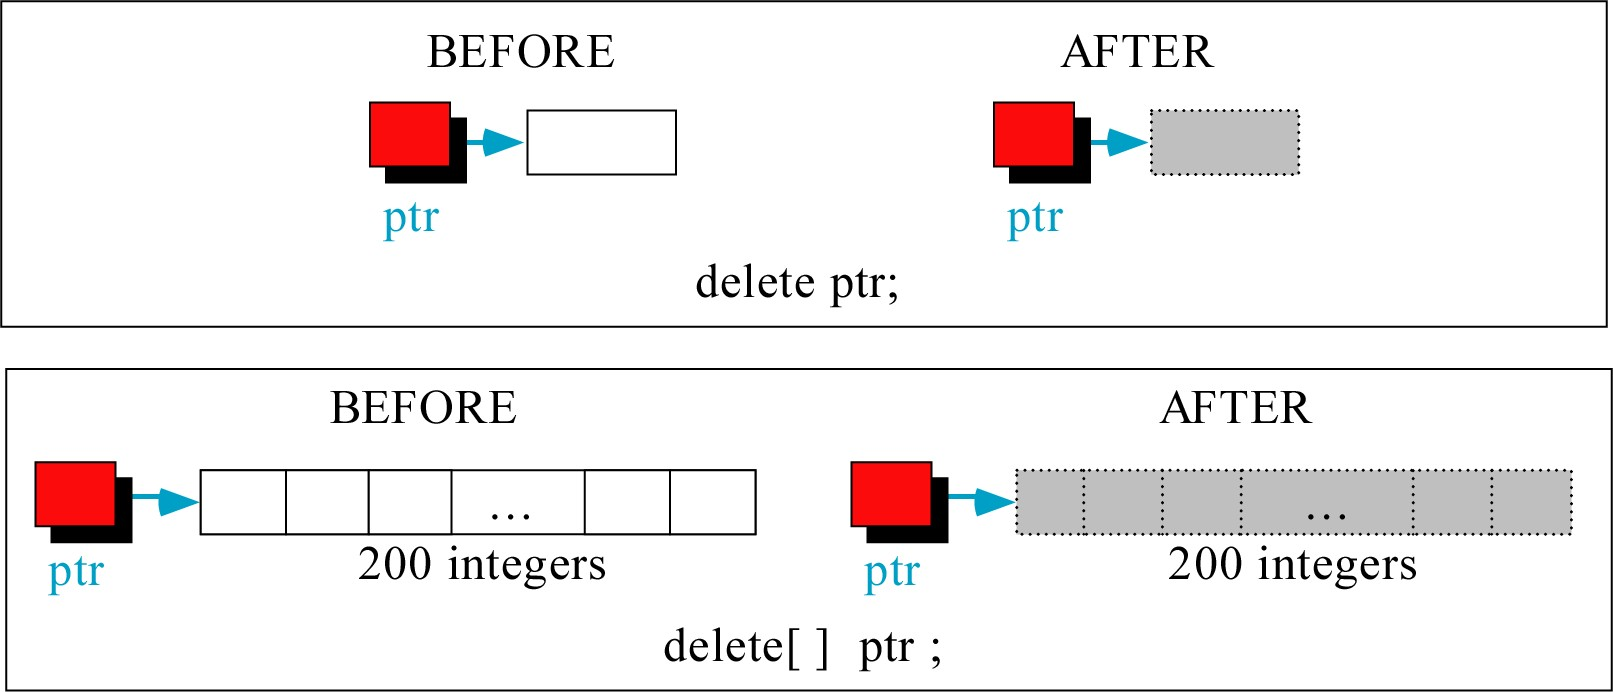 BEFORE
AFTER
ptr
ptr
delete ptr;
BEFORE
AFTER
...
...
ptr
200 integers
ptr
200 integers
delete[ ] ptr ;